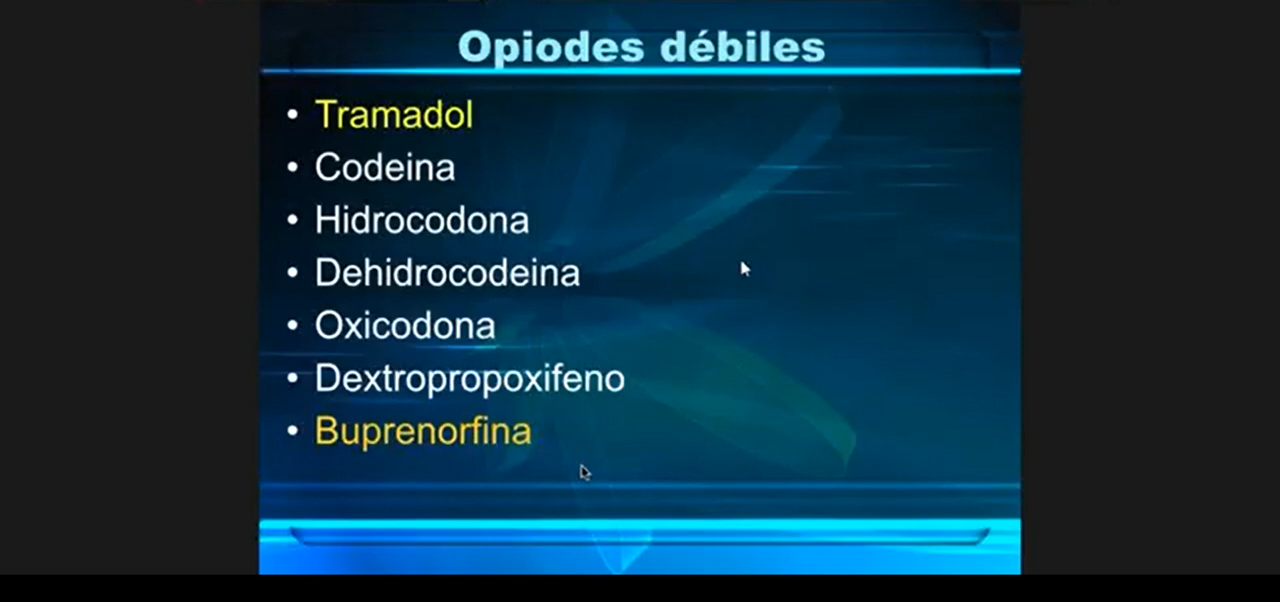 Opiodes débiles
• Tramadol
• Codeina
• Hidrocodona
• Dehidrocodeina
• Oxicodona
• Dextropropoxifeno
• Buprenorfina